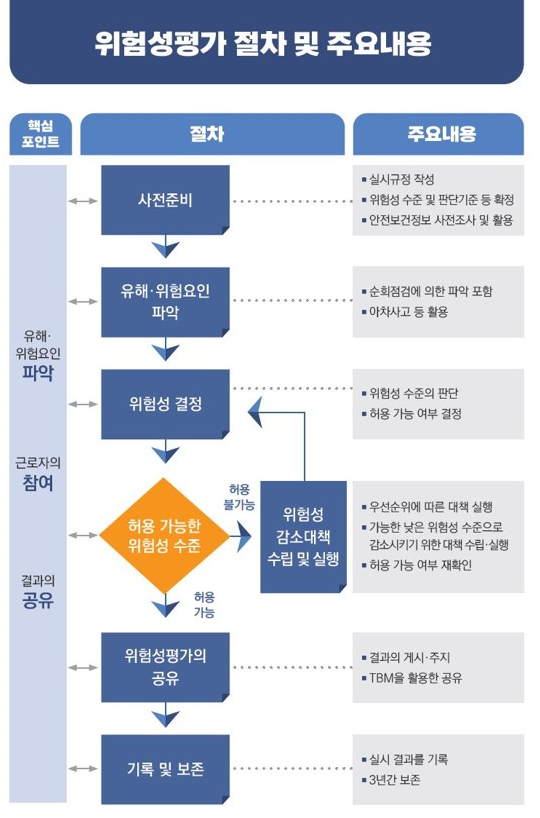 위험성평가 절차 및 주요내용
핵심
포인트
절차
주요내용
유해·
위험요인
파악
근로자의
참여
결과의
공유
사전준비
▪ 실시규정 작성
▪ 위험성 수준 및 판단기준 등 확정
▪ 안전보건정보 사전조사 및 활용
유해·위험요인
파악
▪ 순회점검에 의한 파악 포함
▪ 아차사고 등 활용
위험성 결정
▪ 위험성 수준의 판단
▪ 허용 가능 여부 결정
허용 가능한
위험성 수준
허용
불가능
위험성
감소대책
수립 및 실행
▪ 우선순위에 따른 대책 실행
▪ 가능한 낮은 위험성 수준으로
감소시키기 위한 대책 수립·실행
▪ 허용 가능 여부 재확인
허용
가능
위험성평가의
공유
▪ 결과의 게시·주지
▪ TBM을 활용한 공유
기록 및 보존
▪ 실시 결과를 기록
▪ 3년간 보존